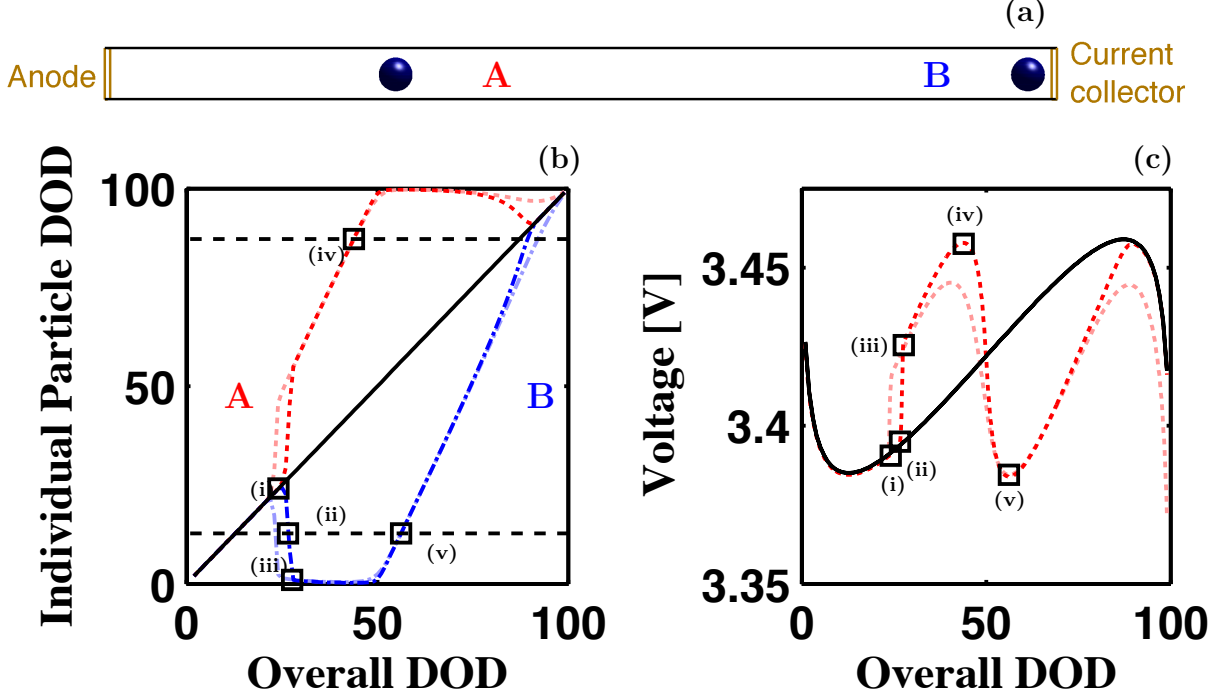 (a)
Anode
A
B
Current
collector
(b)
Individual Particle DOD
100
50
0
(iv)
A
B
(i)
(ii)
(iii)
(v)
0
50
100
Overall DOD
(c)
Voltage [V]
3.45
3.4
3.35
(iv)
(iii)
(ii)
(i)
(v)
0
50
100
Overall DOD